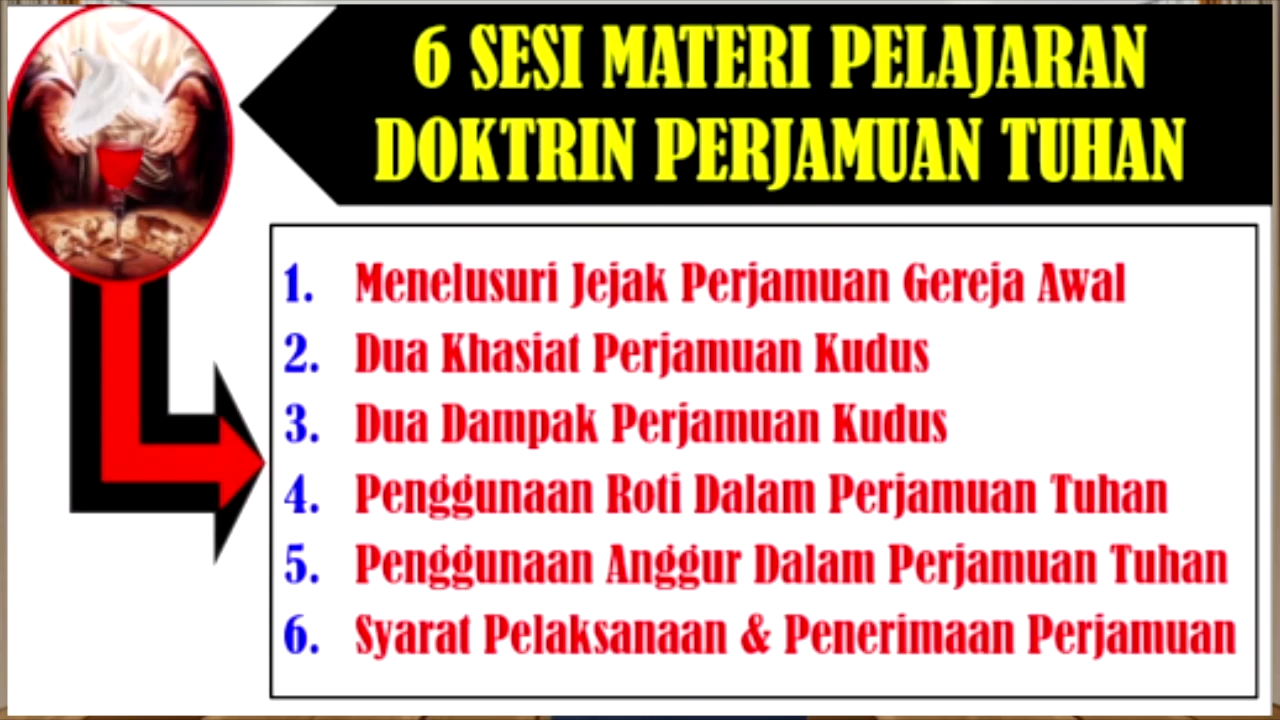 6 SESI MATERI PELAJARAN
DOKTRIN PERJAMUAN TUHAN
1. Menelusuri Jejak Perjamuan Gereja Awal
2. Dua Khasiat Perjamuan Kudus
3. Dua Dampak Perjamuan Kudus
4. Penggunaan Roti Dalam Perjamuan Tuhan
5. Penggunaan Anggur Dalam Perjamuan Tuhan
6. Syarat Pelaksanaan & Penerimaan Perjamuan